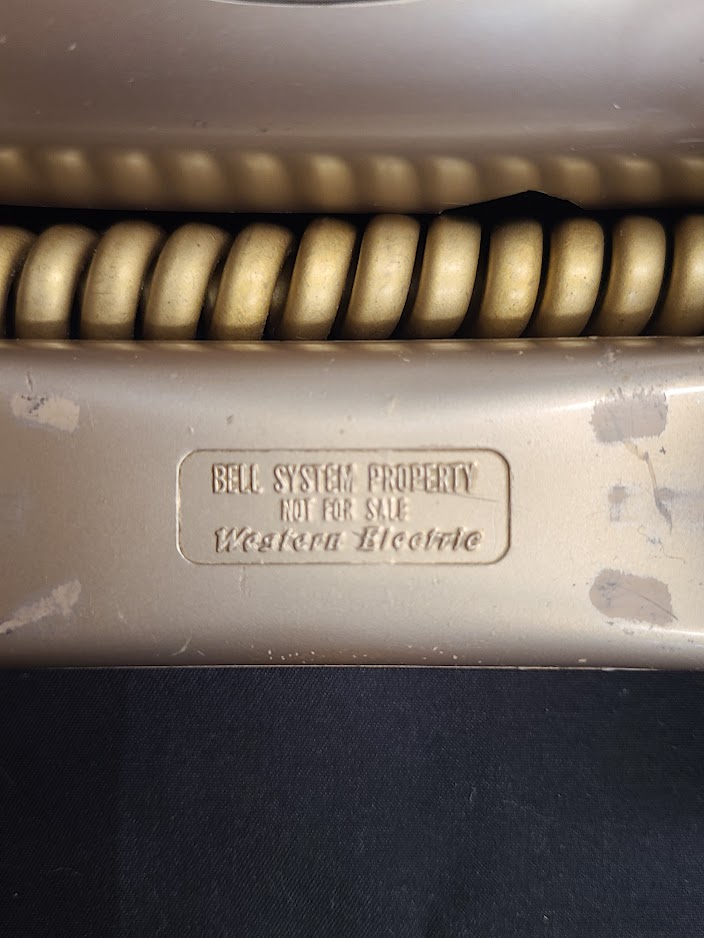 BELL SYSTEM PROPERTY
NOT FOR SALE
Western Electric